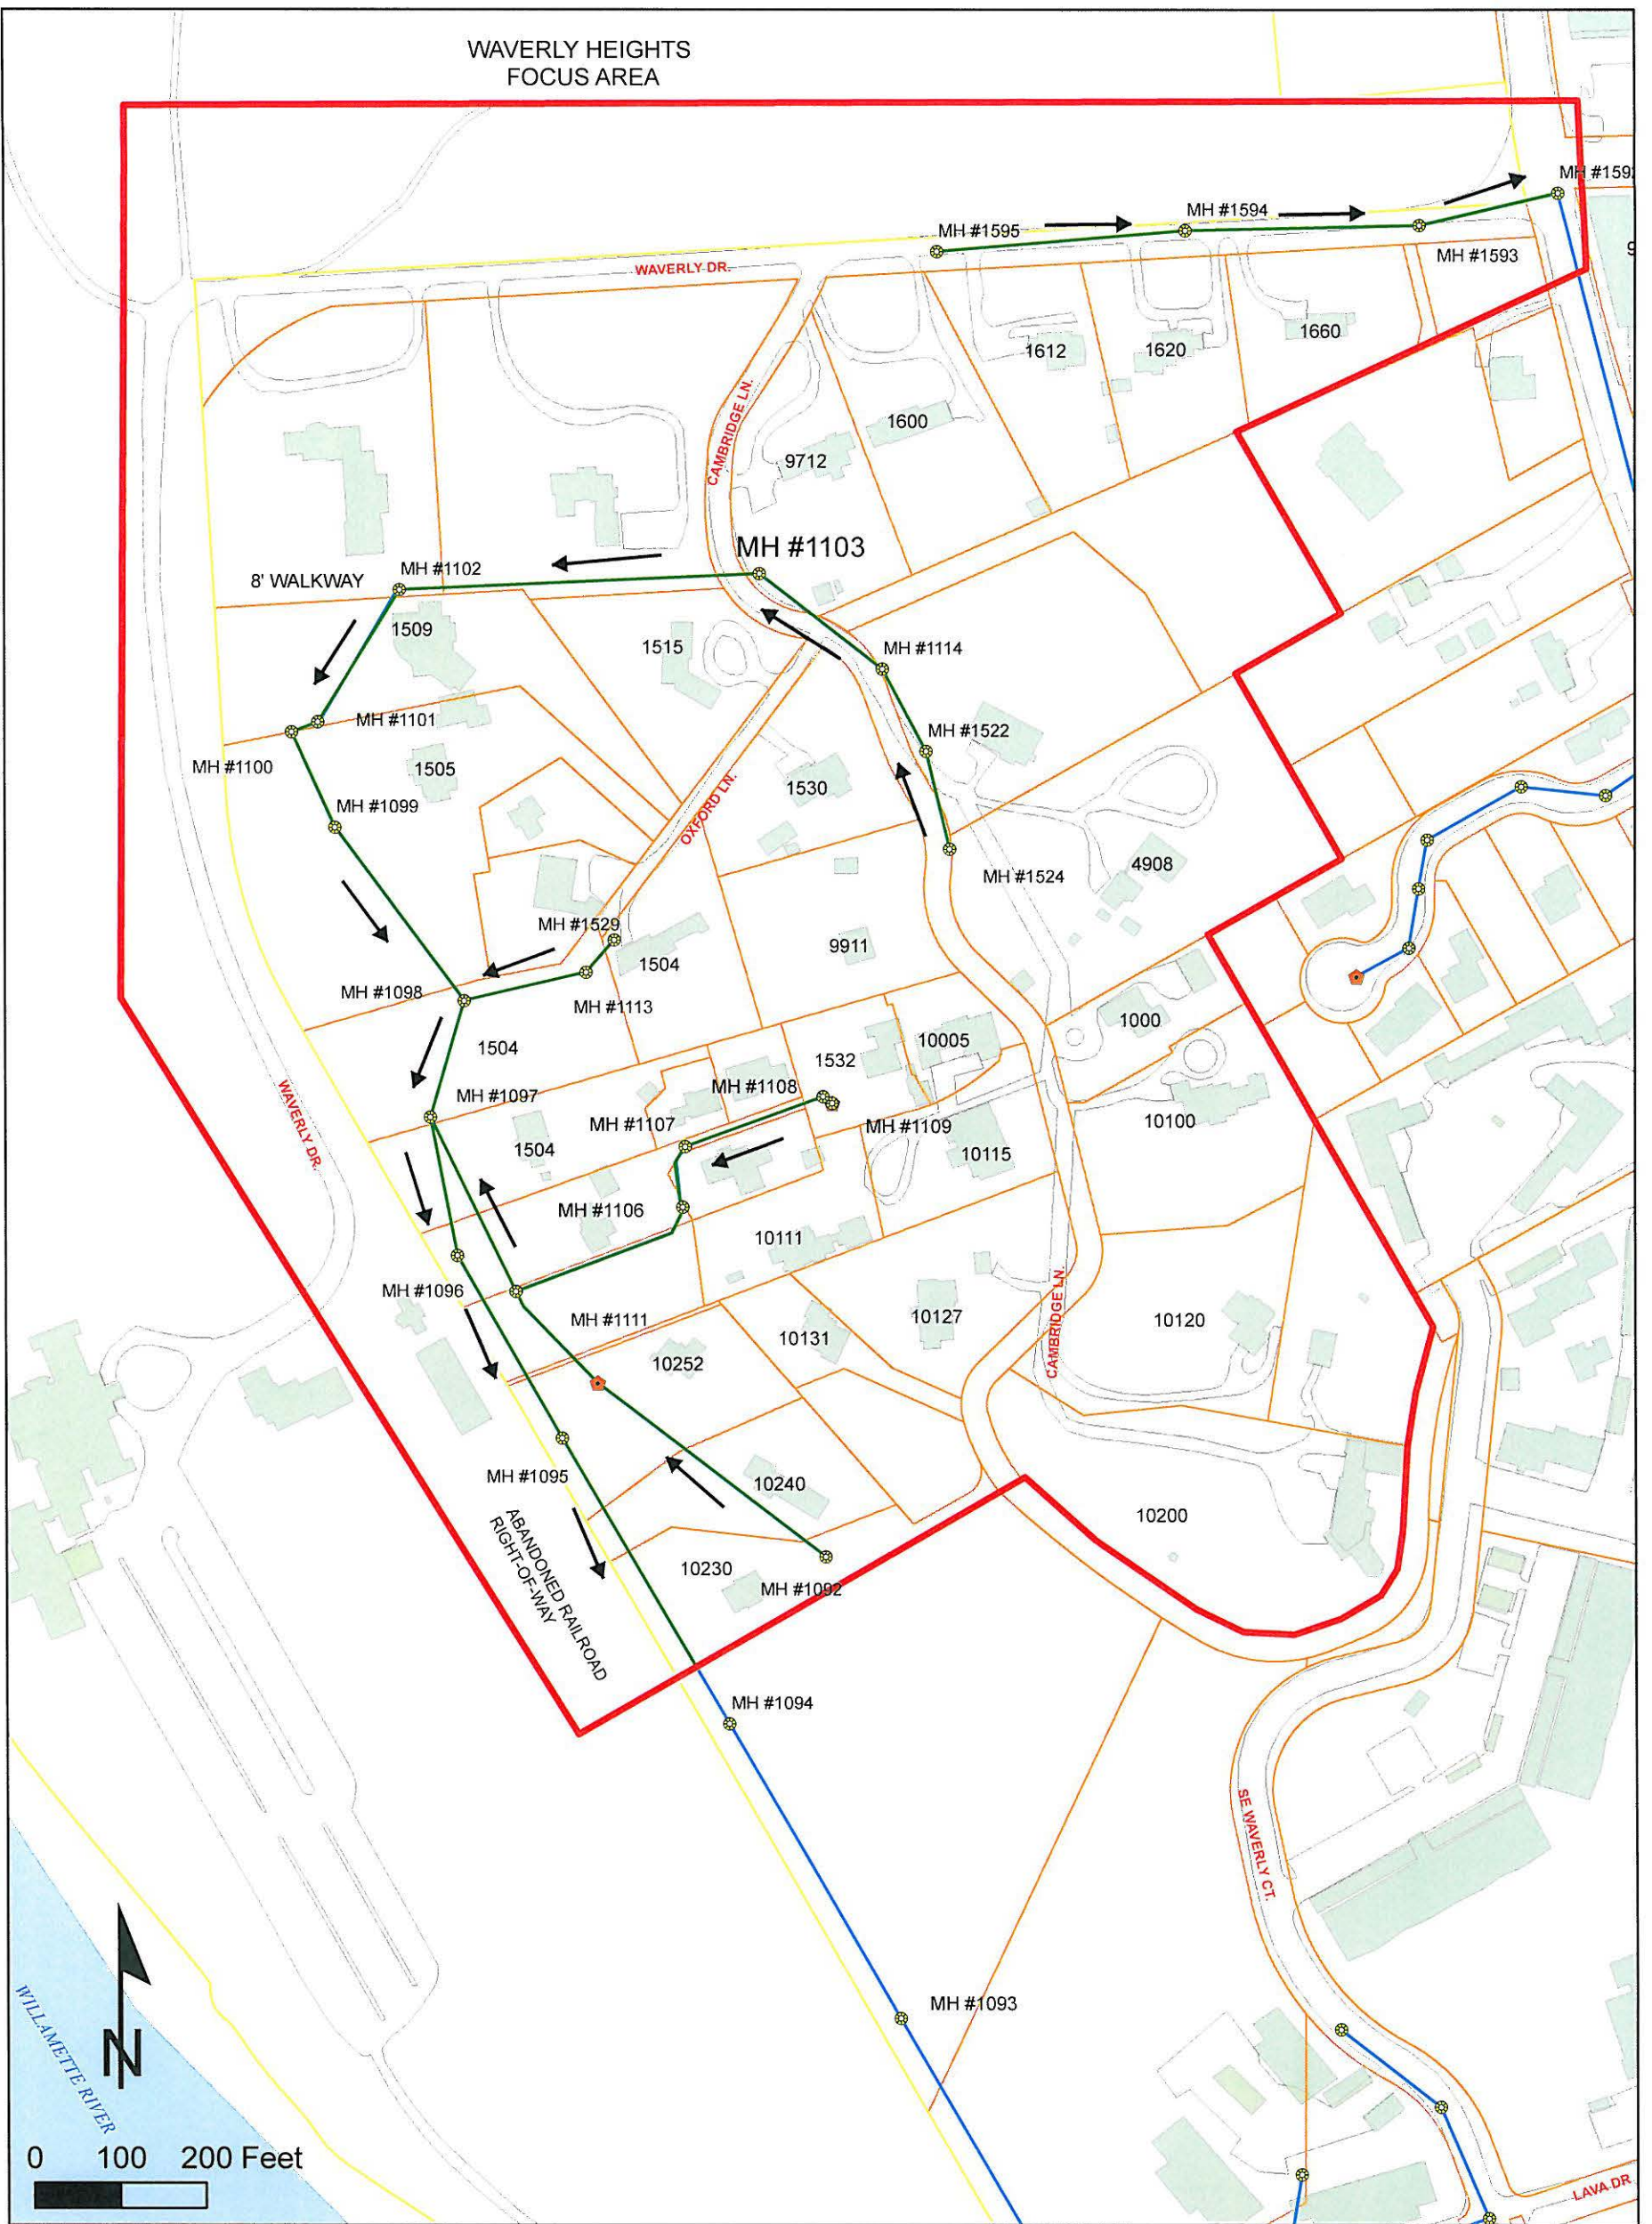 WAVERLY HEIGHTS
FOCUS AREA
MH #1595
MH #1594
MH #1593
WAVERLY DR.
1612
1620
1660
CAMBRIDGE LN.
1600
9712
MH #1103
MH #1102
8' WALKWAY
1509
1515
MH #1114
MH #1101
MH #1522
MH #1100
1505
1530
OXFORD LN.
MH #1099
4908
MH #1524
MH #1529
9911
1504
MH #1098
MH #1113
1504
1000
10005
1532
MH #1108
MH #1097
MH #1107
MH #1109
10100
WAVERLY DR.
1504
10115
MH #1106
10111
MH #1096
MH #1111
10127
10120
10131
CAMBRIDGE LN.
10252
MH #1095
10240
ABANDONED RAILROAD
RIGHT-OF-WAY
10200
10230
MH #1092
MH #1094
SE WAVERLY CT.
MH #1093
WILLAMETTE RIVER
N
0 100 200 Feet
LAVA DR